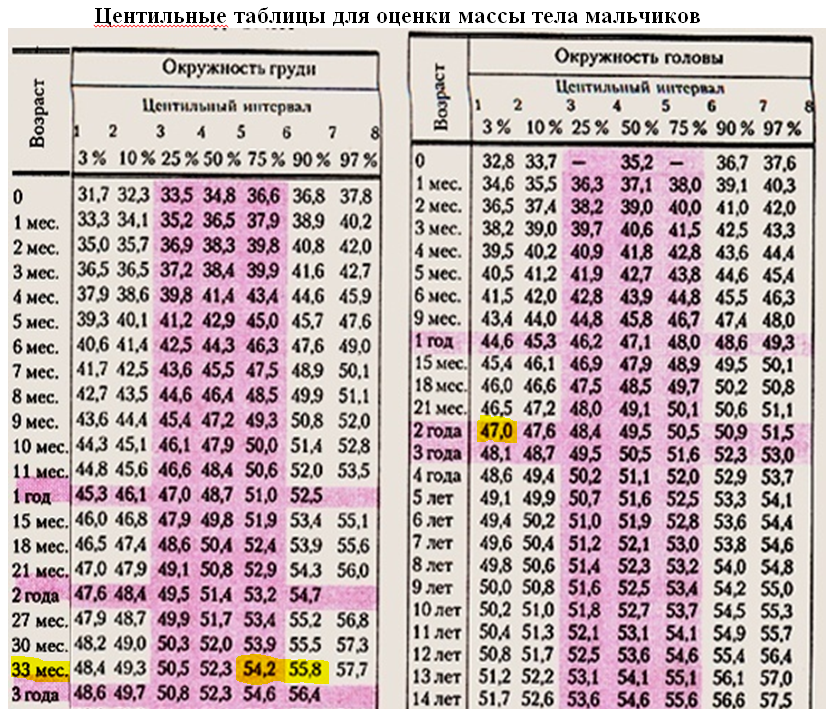 Центильные таблицы для оценки массы тела мальчиков
Возраст
Окружность груди
Центильный интервал
1 2 3 4 5 6 7 8
3 % 10 % 25 % 50 % 75 % 90 % 97 %
0 31,7 32,3 33,5 34,8 36,6 36,8 37,8
1 мес. 33,3 34,1 35,2 36,5 37,9 38,9 40,2
2 мес. 35,0 35,7 36,9 38,3 39,8 40,8 42,0
3 мес. 36,5 36,5 37,2 38,4 39,9 41,6 42,7
4 мес. 37,9 38,6 39,8 41,4 43,4 44,6 45,9
5 мес. 39,3 40,1 41,2 42,9 45,0 45,7 47,6
6 мес. 40,6 41,4 42,5 44,3 46,3 47,6 49,0
7 мес. 41,7 42,5 43,6 45,5 47,5 48,9 50,1
8 мес. 42,7 43,5 44,6 46,4 48,5 49,9 51,1
9 мес. 43,6 44,4 45,4 47,2 49,3 50,8 52,0
10 мес. 44,3 45,1 46,1 47,9 50,0 51,4 52,8
11 мес. 44,8 45,6 46,6 48,4 50,6 52,0 53,5
1 год 45,3 46,1 47,0 48,7 51,0 52,5
15 мес. 46,0 46,8 47,9 49,8 51,9 53,4 55,1
18 мес. 46,5 47,4 48,6 50,4 52,4 53,9 55,6
21 мес. 47,0 47,9 49,1 50,8 52,9 54,3 56,0
2 года 47,6 48,4 49,5 51,4 53,2 54,7
27 мес. 47,9 48,7 49,9 51,7 53,4 55,2 56,8
30 мес. 48,2 49,0 50,3 52,0 53,9 55,5 57,3
33 мес. 48,4 49,3 50,5 52,3 54,2 55,8 57,7
3 года 48,6 49,7 50,8 52,3 54,6 56,4
Возраст
Окружность головы
Центильный интервал
1 2 3 4 5 6 7 8
3 % 10 % 25 % 50 % 75 % 90 % 97 %
0 32,8 33,7 — 35,2 — 36,7 37,6
1 мес. 34,6 35,5 36,3 37,1 38,0 39,1 40,3
2 мес. 36,5 37,4 38,2 39,0 40,0 41,0 42,0
3 мес. 38,2 39,0 39,7 40,6 41,5 42,5 43,3
4 мес. 39,5 40,2 40,9 41,8 42,8 43,6 44,4
5 мес. 40,5 41,2 41,9 42,7 43,8 44,6 45,4
6 мес. 41,5 42,0 42,8 43,9 44,8 45,5 46,3
9 мес. 43,4 44,0 44,8 45,8 46,7 47,4 48,0
1 год 44,6 45,3 46,2 47,1 48,0 48,6 49,3
15 мес. 45,4 46,1 46,9 47,9 48,9 49,5 50,1
18 мес. 46,0 46,6 47,5 48,5 49,7 50,2 50,8
21 мес. 46,5 47,2 48,0 49,1 50,1 50,6 51,1
2 года 47,0 47,6 48,4 49,5 50,5 50,9 51,5
3 года 48,1 48,7 49,5 50,5 51,6 52,3 53,0
4 года 48,6 49,4 50,2 51,1 52,0 52,9 53,7
5 лет 49,1 49,9 50,7 51,6 52,5 53,3 54,1
6 лет 49,4 50,2 51,0 51,9 52,8 53,6 54,4
7 лет 49,6 50,4 51,2 52,1 53,0 53,8 54,6
8 лет 49,8 50,6 51,4 52,3 53,2 54,0 54,8
9 лет 50,0 50,8 51,6 52,5 53,4 54,2 55,0
10 лет 50,2 51,0 51,8 52,7 53,7 54,5 55,3
11 лет 50,4 51,3 52,1 53,1 54,1 54,9 55,7
12 лет 50,8 51,7 52,5 53,6 54,6 55,4 56,4
13 лет 51,2 52,2 53,1 54,1 55,1 56,1 57,0
14 лет 51,7 52,6 53,6 54,6 55,6 56,6 57,5